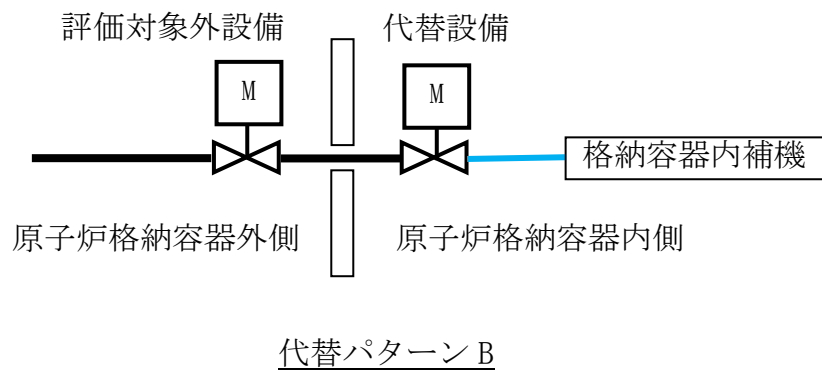 評価対象外設備 代替設備
M M
格納容器内補機
原子炉格納容器外側 原子炉格納容器内側
代替パターン B